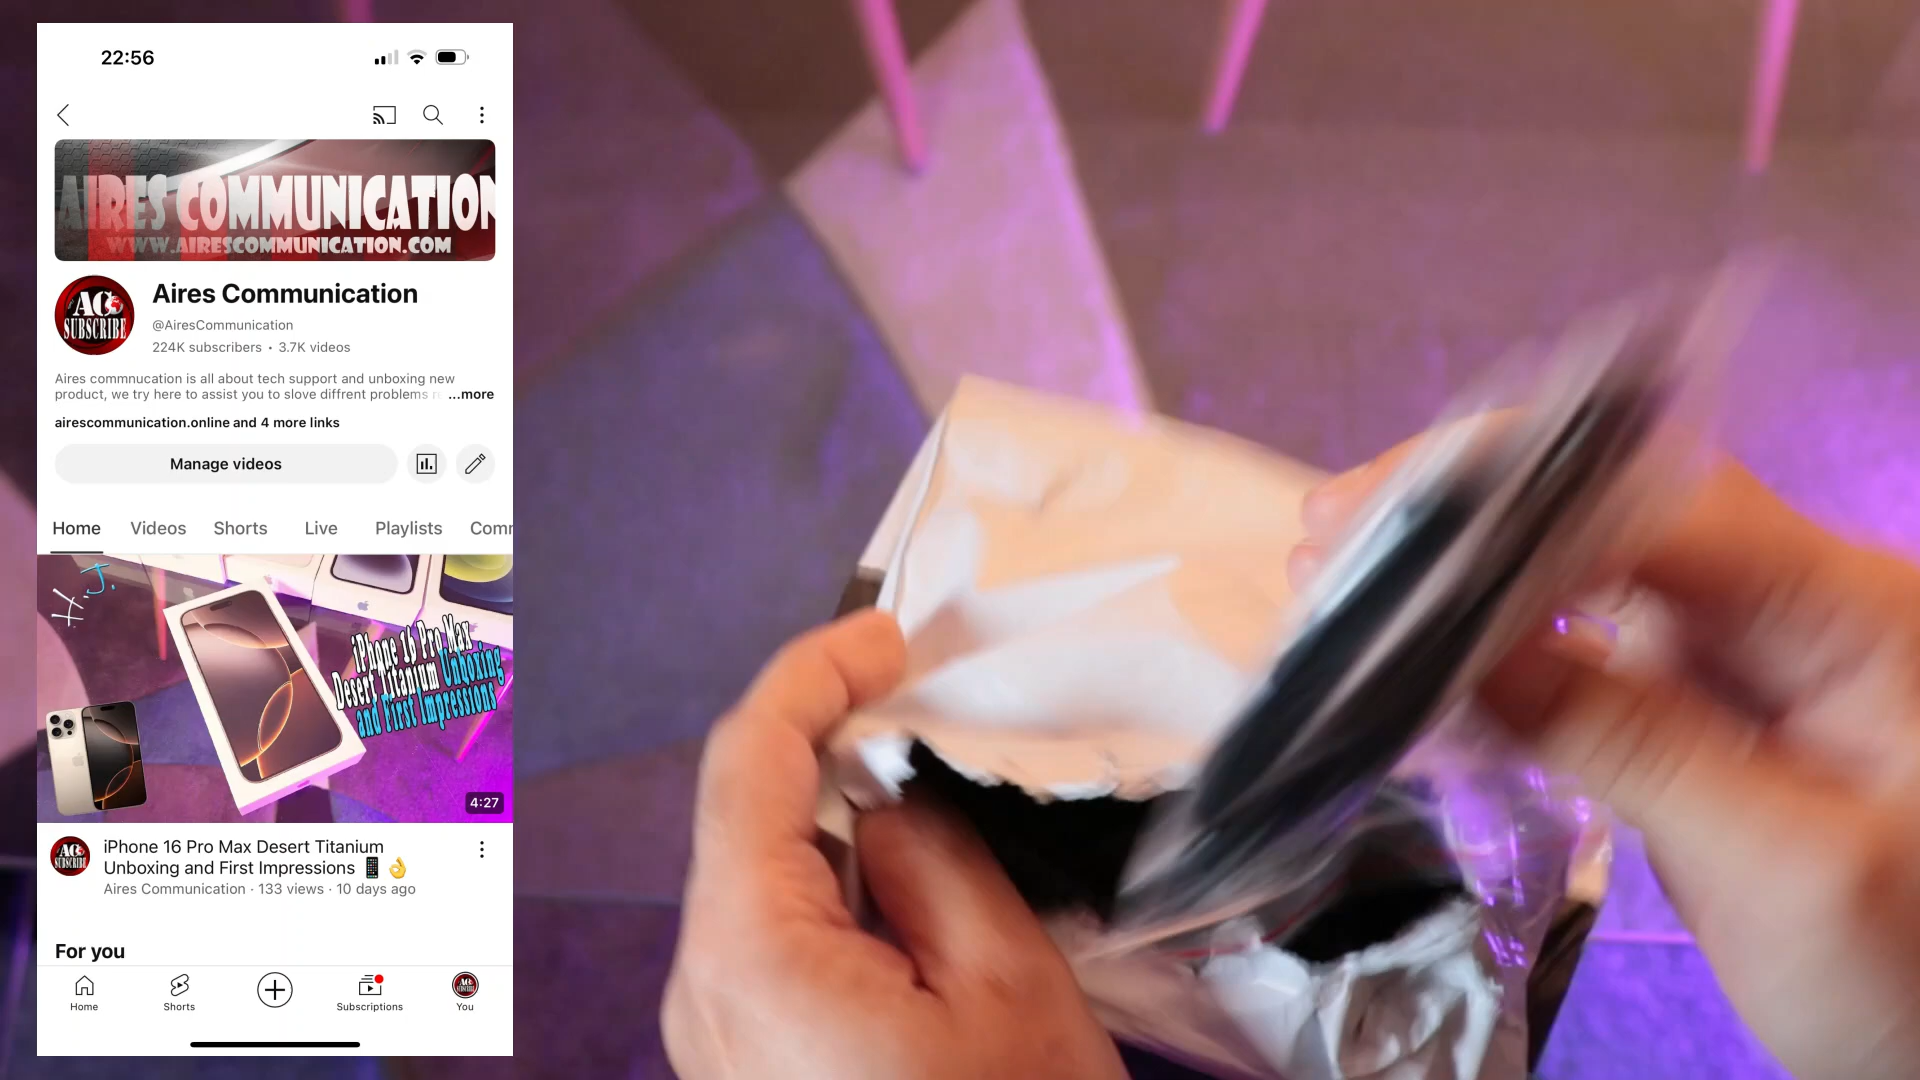 22:56
AIRES COMMUNICATION
WWW.AIRESCOMMUNICATION.COM
AC
SUBSCRIBE
Aires Communication
@AiresCommunication
224K subscribers • 3.7K videos
Aires commnucation is all about tech support and unboxing new
product, we try here to assist you to slove diffrent problems re ...more
airescommunication.online and 4 more links
Manage videos
Home Videos Shorts Live Playlists Comm
H.J.
iPhone 16 Pro Max
Desert Titanium Unboxing
and First Impressions
4:27
AC
SUBSCRIBE
iPhone 16 Pro Max Desert Titanium
Unboxing and First Impressions 📱 👌
Aires Communication · 133 views · 10 days ago
For you
Home Shorts Subscriptions You